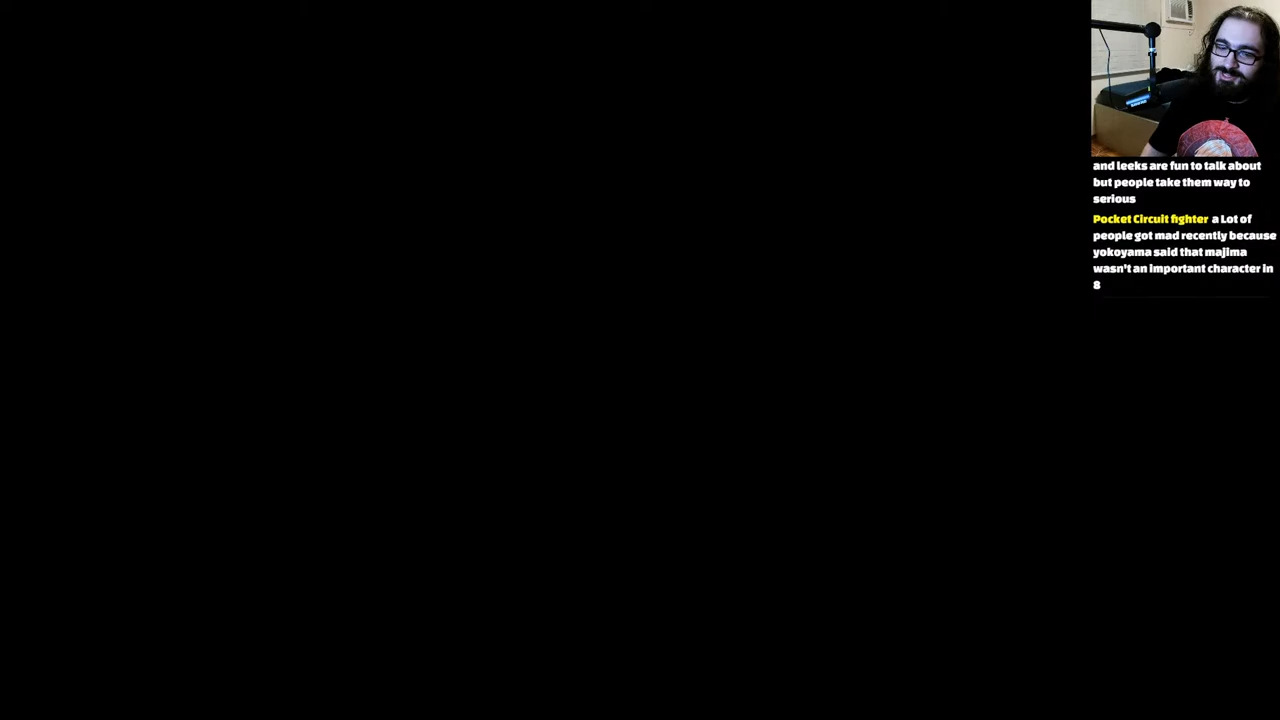 and leeks are fun to talk about
but people take them way to
serious
Pocket Circuit fighter a Lot of
people got mad recently because
yokoyama said that majima
wasn't an important character in
8